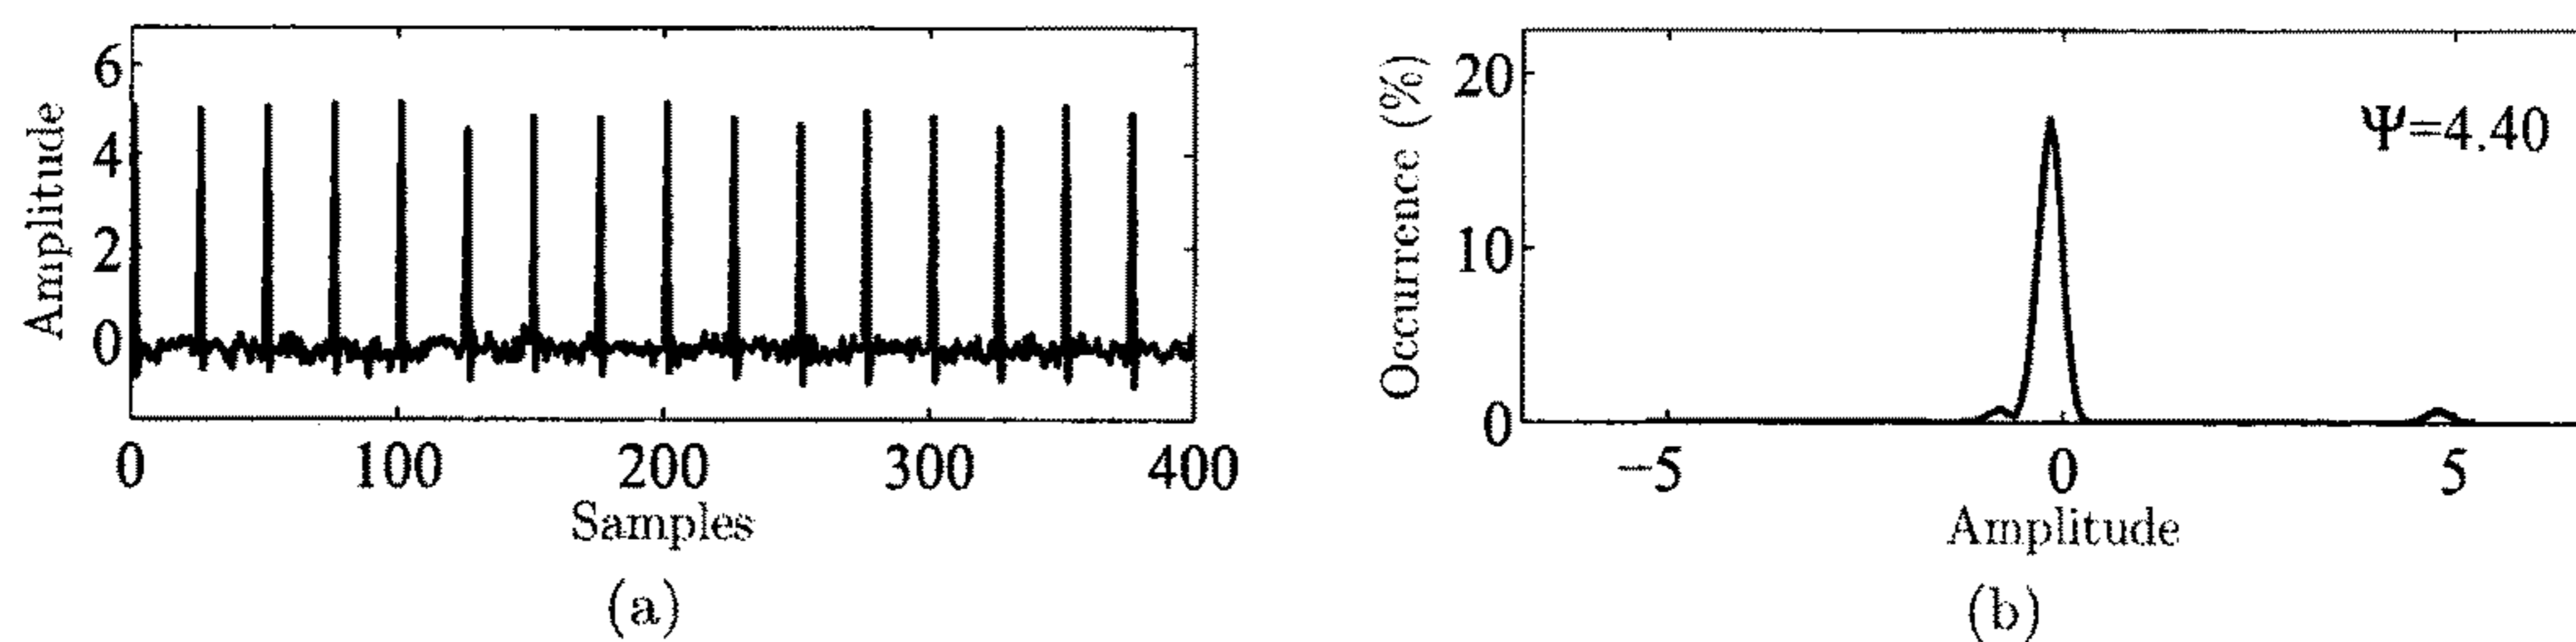 Amplitude
6
4
2
0
0 100 200 300 400
Samples
(a)
Occurrence (%)
20
10
0
Ψ=4.40
−5 0 5
Amplitude
(b)